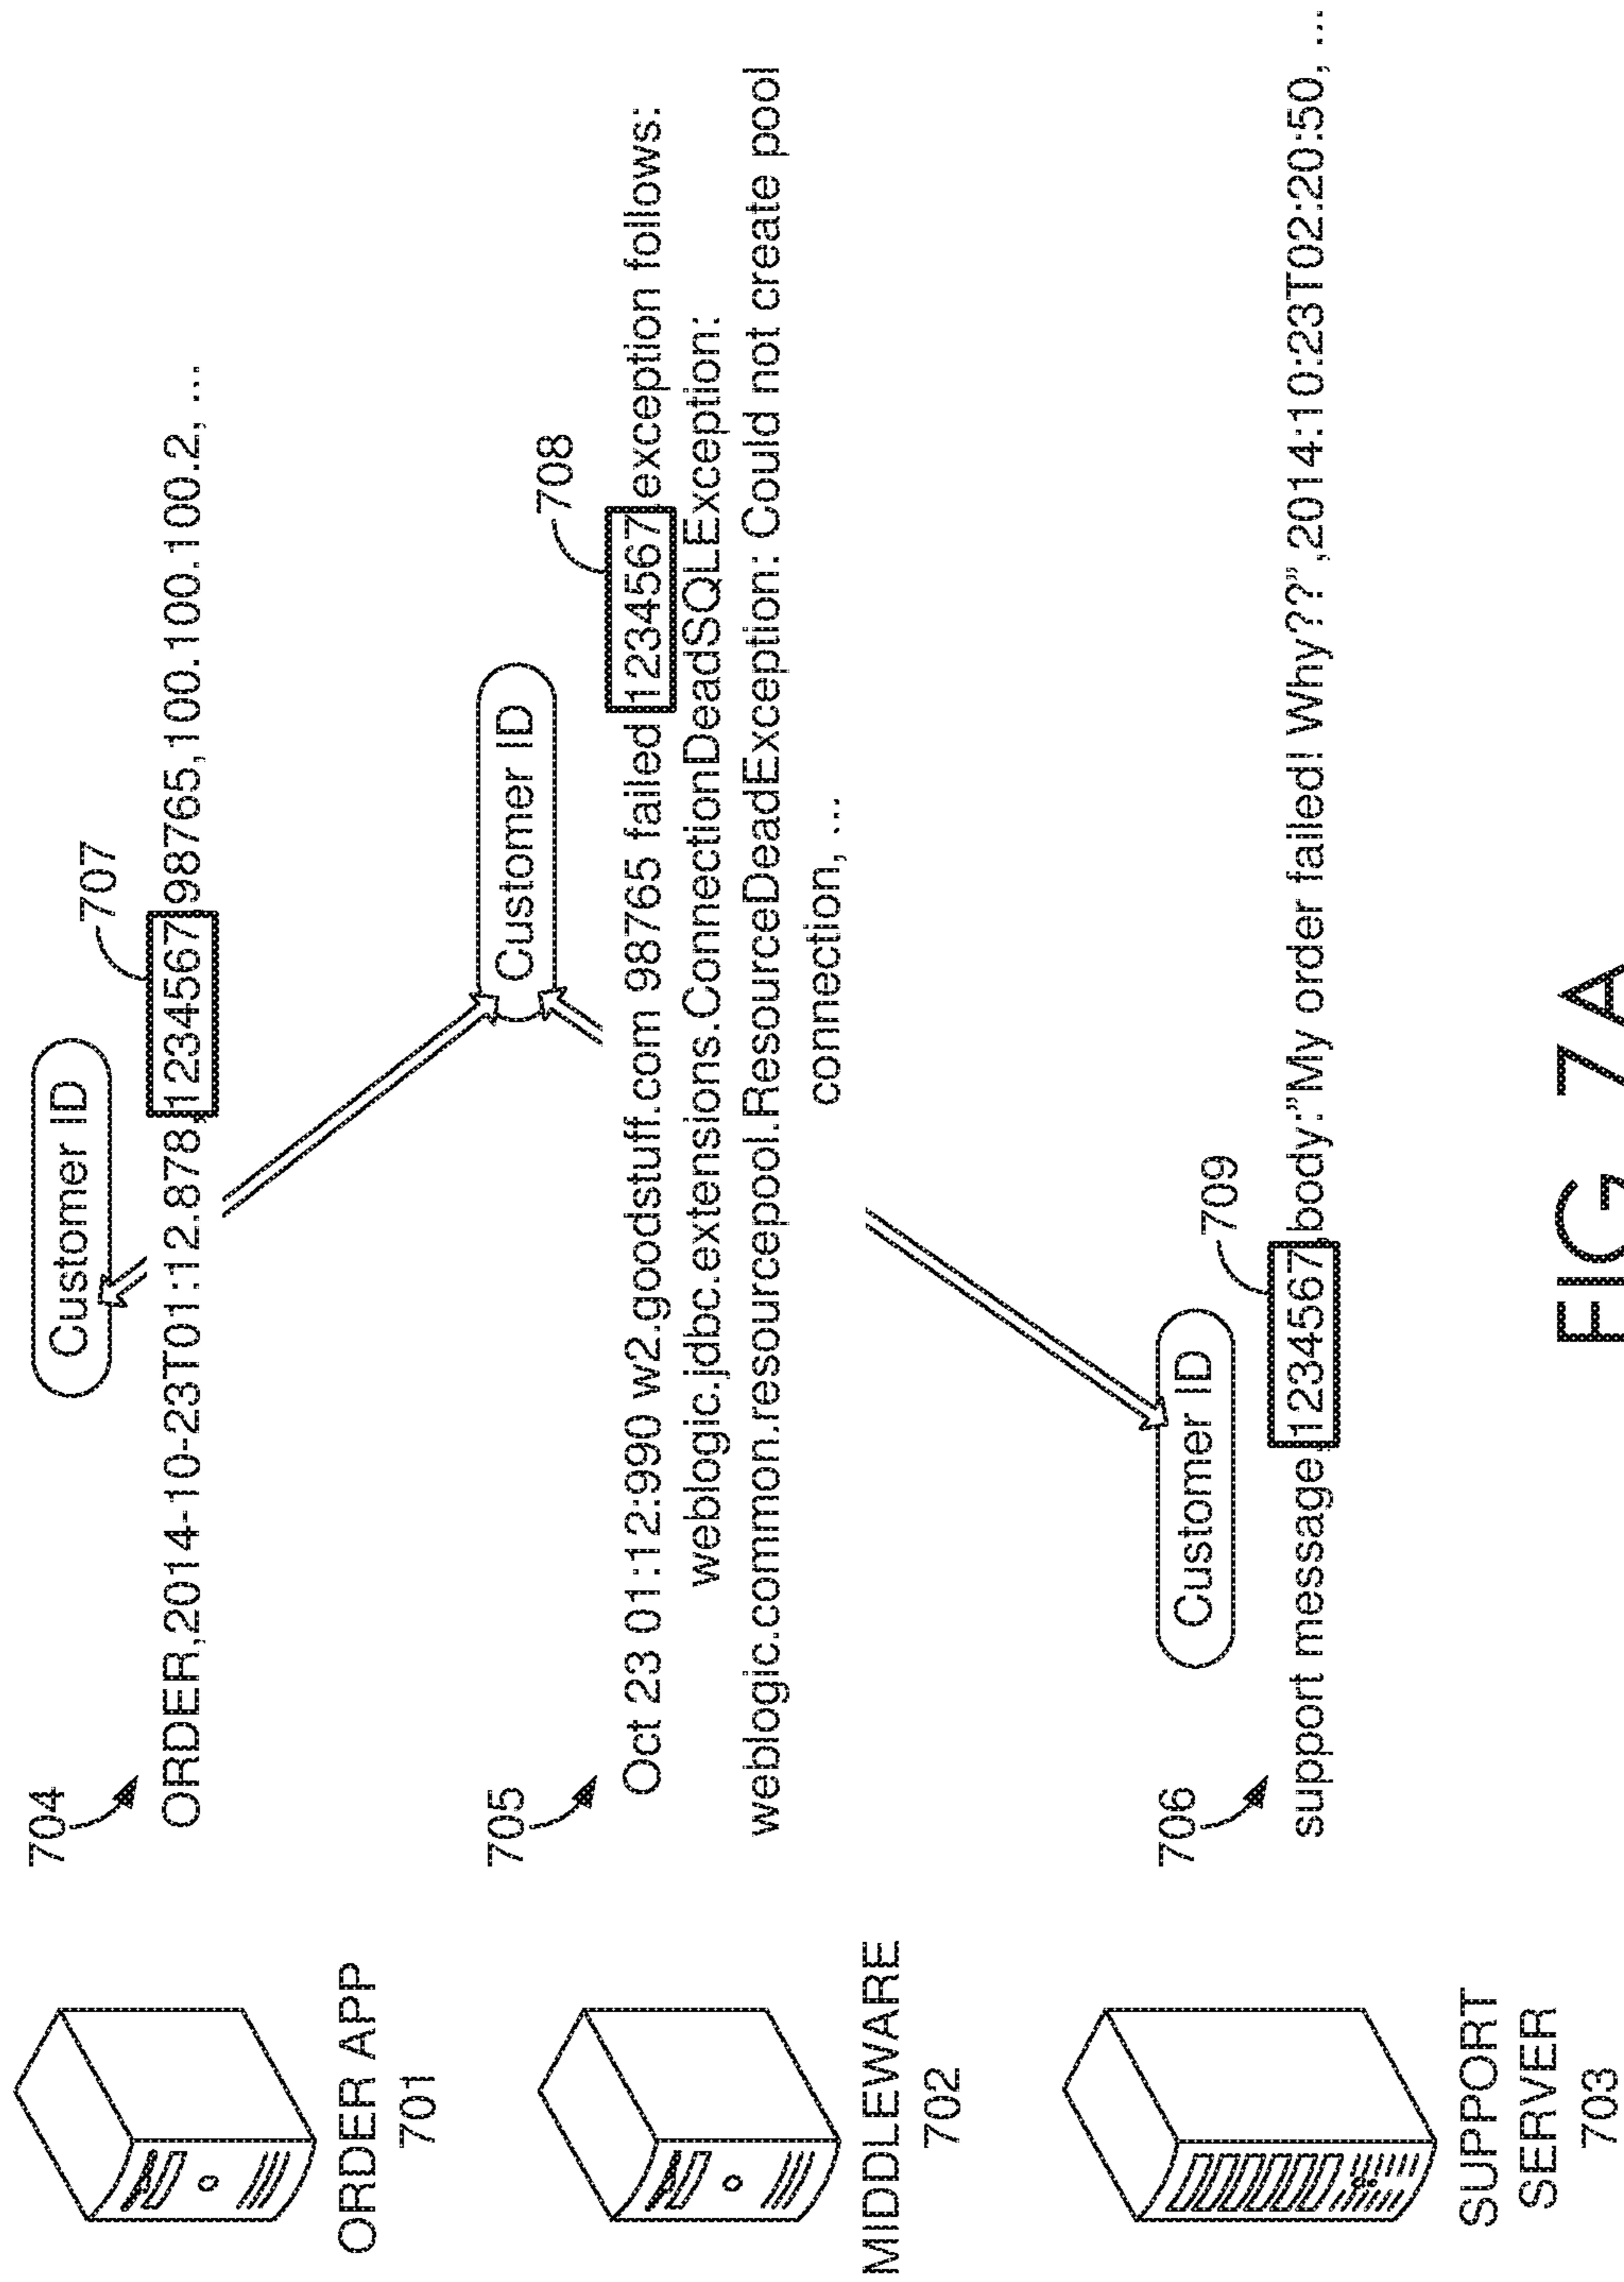 704
Customer ID
707
ORDER,2014-10-23T01:12.878,1234567,98765,100.100.100.2, ...
ORDER APP
701
705
Customer ID
708
Oct 23 01:12:990 w2.goodstuff.com 98765 failed 1234567,exception follows:
weblogic.jdbc.extensions.ConnectionDeadSQLException:
weblogic.common.resourcepool.ResourceDeadException: Could not create pool
connection, ...
MIDDLEWARE
702
706
Customer ID
709
support message,1234567,body:”My order failed! Why??”,2014:10:23T02:20:50, ...
SUPPORT
SERVER
703
FIG 7A